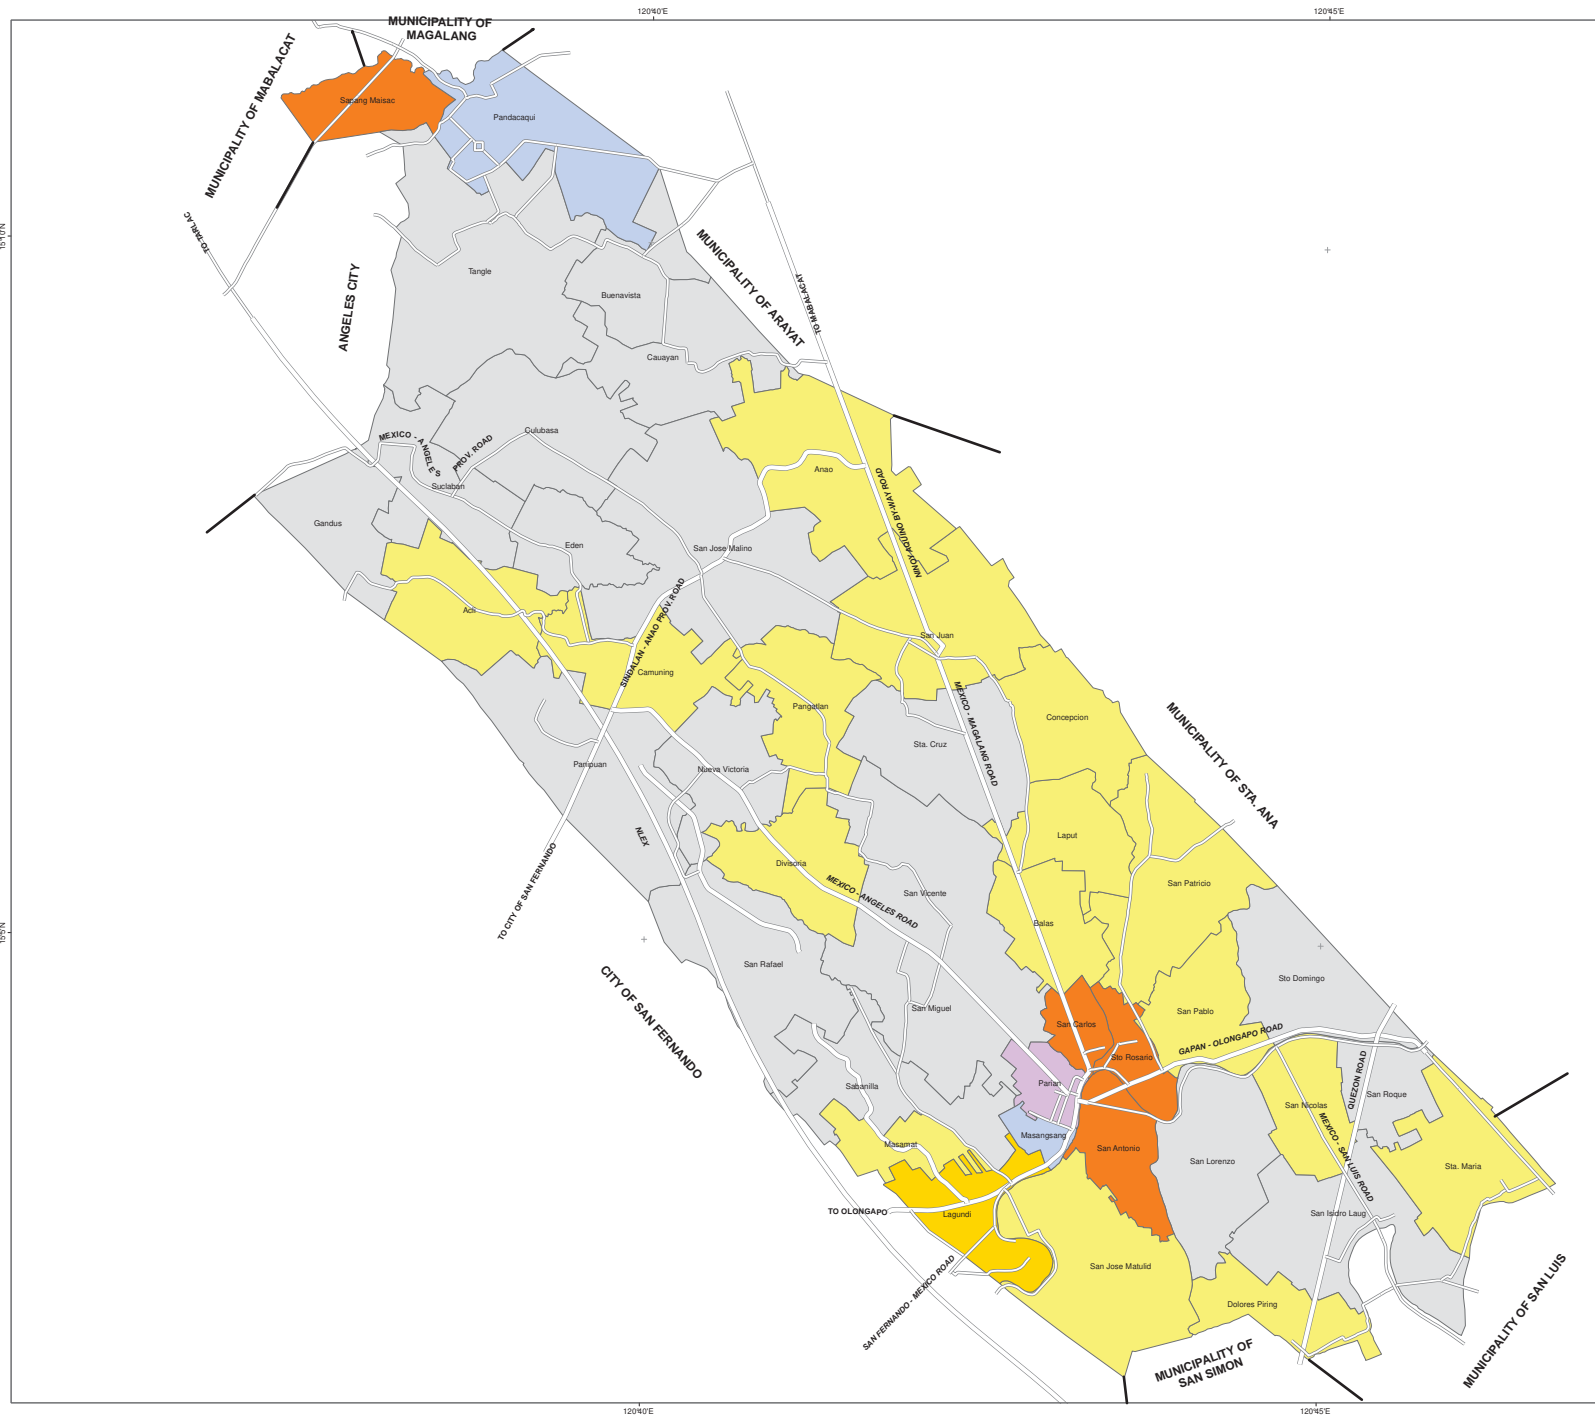 120°40'E
120°45'E
MUNICIPALITY OF
MAGALANG
MUNICIPALITY OF MABALACAT
Sapang Maisac
Pandacaqui
TO TARLAC
15°10'N
ANGELES CITY
Tangle
MUNICIPALITY OF ARAYAT
TO MABALACAT
Buenavista
Cauayan
MEXICO - ANGELES
PROV. ROAD
Culubasa
Suclaban
Anao
NINOY AQUINO BY-WAY ROAD
Gandus
Eden
San Jose Malino
Acli
SINDALAN - ANAO PROV. ROAD
San Juan
Camuning
Pangatlan
MEXICO - MAGALANG ROAD
Concepcion
MUNICIPALITY OF STA. ANA
Sta. Cruz
Panipuan
Nueva Victoria
NLEX
Laput
TO CITY OF SAN FERNANDO
Divisoria
MEXICO - ANGELES ROAD
San Vicente
San Patricio
Balas
15°5'N
San Rafael
CITY OF SAN FERNANDO
Sto Domingo
San Miguel
San Pablo
San Carlos
GAPAN - OLONGAPO ROAD
Sto Rosario
Parian
Sabanilla
QUEZON ROAD
San Roque
San Nicolas
MEXICO - SAN LUIS ROAD
Masangsang
Masamat
San Antonio
San Lorenzo
Sta. Maria
TO OLONGAPO
Lagundi
San Isidro Laug
SAN FERNANDO - MEXICO ROAD
San Jose Matulid
Dolores Piring
MUNICIPALITY OF SAN LUIS
MUNICIPALITY OF
SAN SIMON
120°40'E
120°45'E